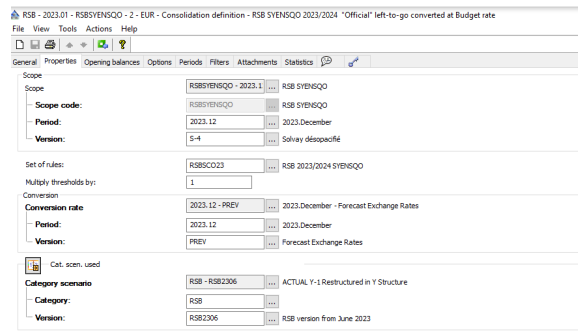 RSB - 2023.01 - RSBSYENSQO - 2 - EUR - Consolidation definition - RSB SYENSQO 2023/2024 "Official" left-to-go converted at Budget rate
File View Tools Actions Help
General Properties Opening balances Options Periods Filters Attachments Statistics
Scope
Scope RSBSYENSQO - 2023.1 ... RSB SYENSQO
Scope code: RSBSYENSQO ... RSB SYENSQO
Period: 2023.12 ... 2023.December
Version: S-4 ... Solvay désopacifié
Set of rules: RSBSCO23 ... RSB 2023/2024 SYENSQO
Multiply thresholds by: 1
Conversion
Conversion rate 2023.12 - PREV ... 2023.December - Forecast Exchange Rates
Period: 2023.12 ... 2023.December
Version: PREV ... Forecast Exchange Rates
Cat. scen. used
Category scenario RSB - RSB2306 ... ACTUAL Y-1 Restructured in Y Structure
Category: RSB ...
Version: RSB2306 ... RSB version from June 2023